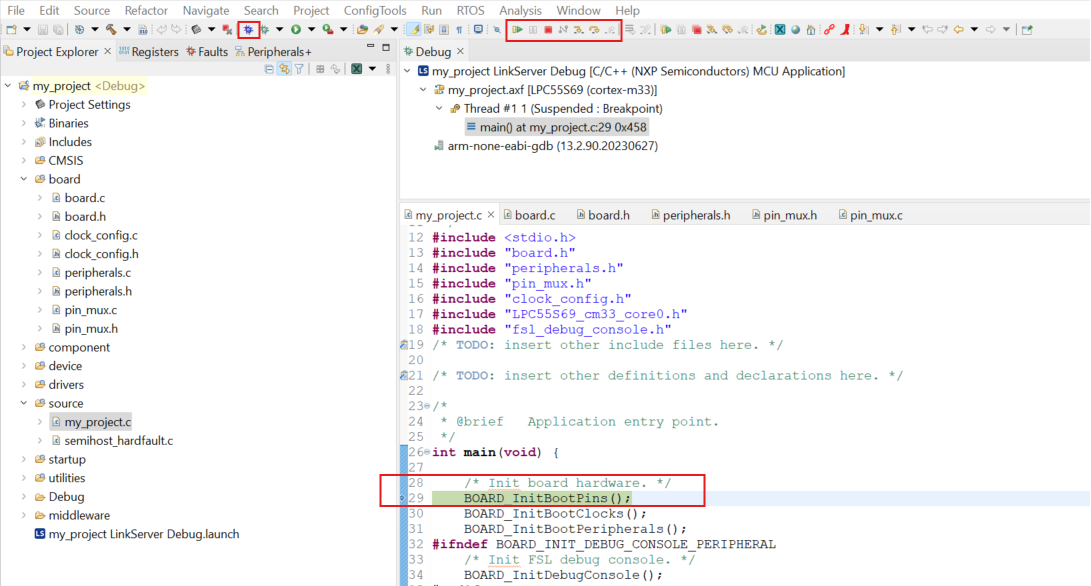 File Edit Source Refactor Navigate Search Project ConfigTools Run RTOS Analysis Window Help
Project Explorer × Registers Faults Peripherals+
my_project <Debug>
Project Settings
Binaries
Includes
CMSIS
board
board.c
board.h
clock_config.c
clock_config.h
peripherals.c
peripherals.h
pin_mux.c
pin_mux.h
component
device
drivers
source
my_project.c
semihost_hardfault.c
startup
utilities
Debug
middleware
LS my_project LinkServer Debug.launch
Debug ×
LS my_project LinkServer Debug [C/C++ (NXP Semiconductors) MCU Application]
my_project.axf [LPC55S69 (cortex-m33)]
Thread #1 1 (Suspended : Breakpoint)
main() at my_project.c:29 0x458
arm-none-eabi-gdb (13.2.90.20230627)
my_project.c × board.c board.h peripherals.h pin_mux.h pin_mux.c
12 #include <stdio.h>
13 #include "board.h"
14 #include "peripherals.h"
15 #include "pin_mux.h"
16 #include "clock_config.h"
17 #include "LPC55S69_cm33_core0.h"
18 #include "fsl_debug_console.h"
19 /* TODO: insert other include files here. */
20
21 /* TODO: insert other definitions and declarations here. */
22
23 /*
24 * @brief Application entry point.
25 */
26 int main(void) {
27
28 /* Init board hardware. */
29 BOARD_InitBootPins();
30 BOARD_InitBootClocks();
31 BOARD_InitBootPeripherals();
32 #ifndef BOARD_INIT_DEBUG_CONSOLE_PERIPHERAL
33 /* Init FSL debug console. */
34 BOARD_InitDebugConsole();